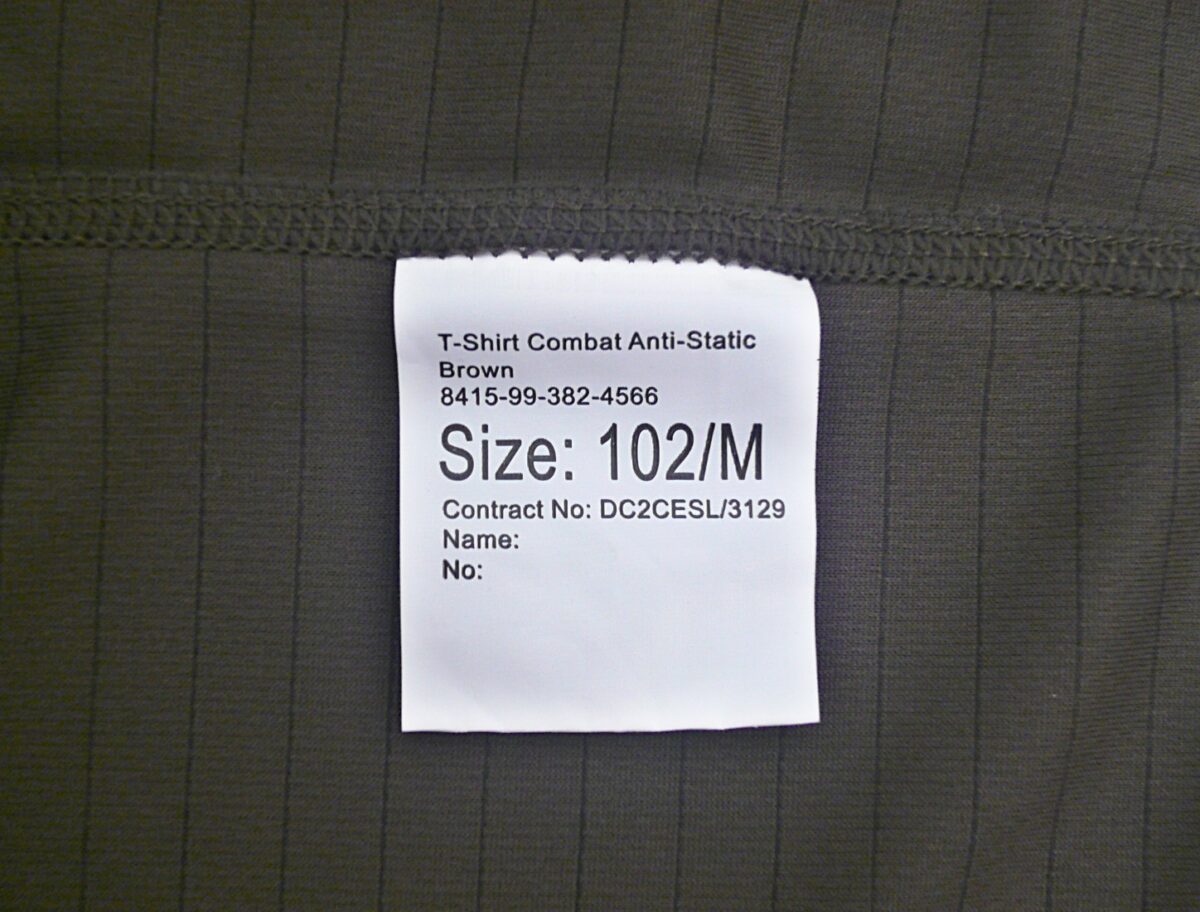 T-Shirt Combat Anti-Static
Brown
8415-99-382-4566
Size: 102/M
Contract No: DC2CESL/3129
Name:
No: